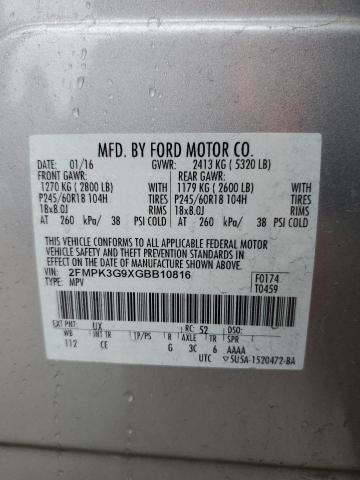 MFD. BY FORD MOTOR CO.
DATE: 01/16 GVWR: 2413 KG ( 5320 LB)
FRONT GAWR: REAR GAWR:
1270 KG ( 2800 LB) WITH 1179 KG ( 2600 LB) WITH
P245/60R18 104H TIRES P245/60R18 104H TIRES
18x8.0J RIMS 18x8.0J RIMS
AT 260 kPa/ 38 PSI COLD AT 260 kPa/ 38 PSI COLD
THIS VEHICLE CONFORMS TO ALL APPLICABLE FEDERAL MOTOR
VEHICLE SAFETY AND THEFT PREVENTION STANDARDS IN EFFECT
ON THE DATE OF MANUFACTURE SHOWN ABOVE.
VIN: 2FMPK3G9XGBB10816 F0174
TYPE: MPV T0459
EXT PNT: UX RC: 52 DSO:
WB INT TR TP/PS R AXLE TR SPR
112 CE G 3C 6 AAAA
UTC 5U5A-1520472-BA